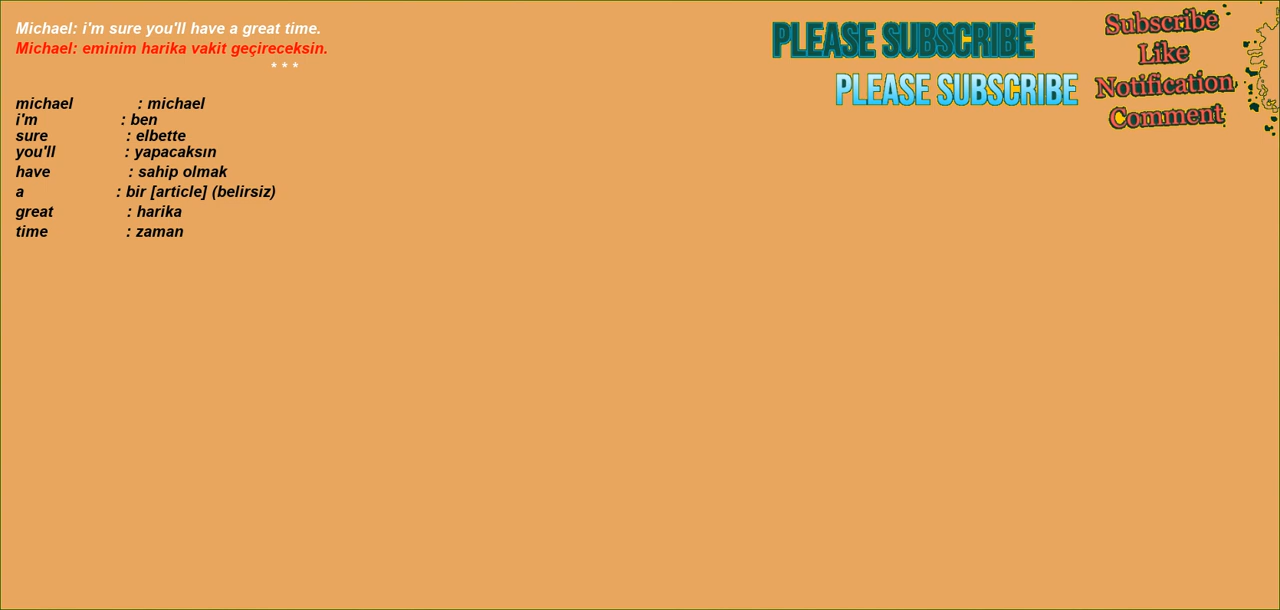 Michael: i'm sure you'll have a great time.
Michael: eminim harika vakit geçireceksin.
* * *
michael : michael
i'm : ben
sure : elbette
you'll : yapacaksın
have : sahip olmak
a : bir [article] (belirsiz)
great : harika
time : zaman
PLEASE SUBSCRIBE
PLEASE SUBSCRIBE
Subscribe
Like
Notification
Comment